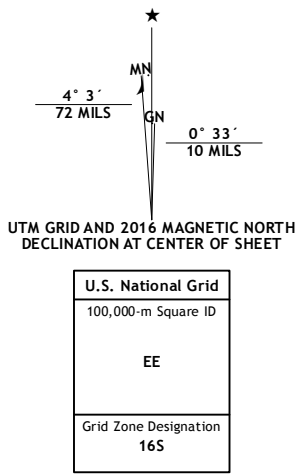 ★
MN
4° 3´
72 MILS
GN
0° 33´
10 MILS
UTM GRID AND 2016 MAGNETIC NORTH
DECLINATION AT CENTER OF SHEET
U.S. National Grid
100,000-m Square ID
EE
Grid Zone Designation
16S